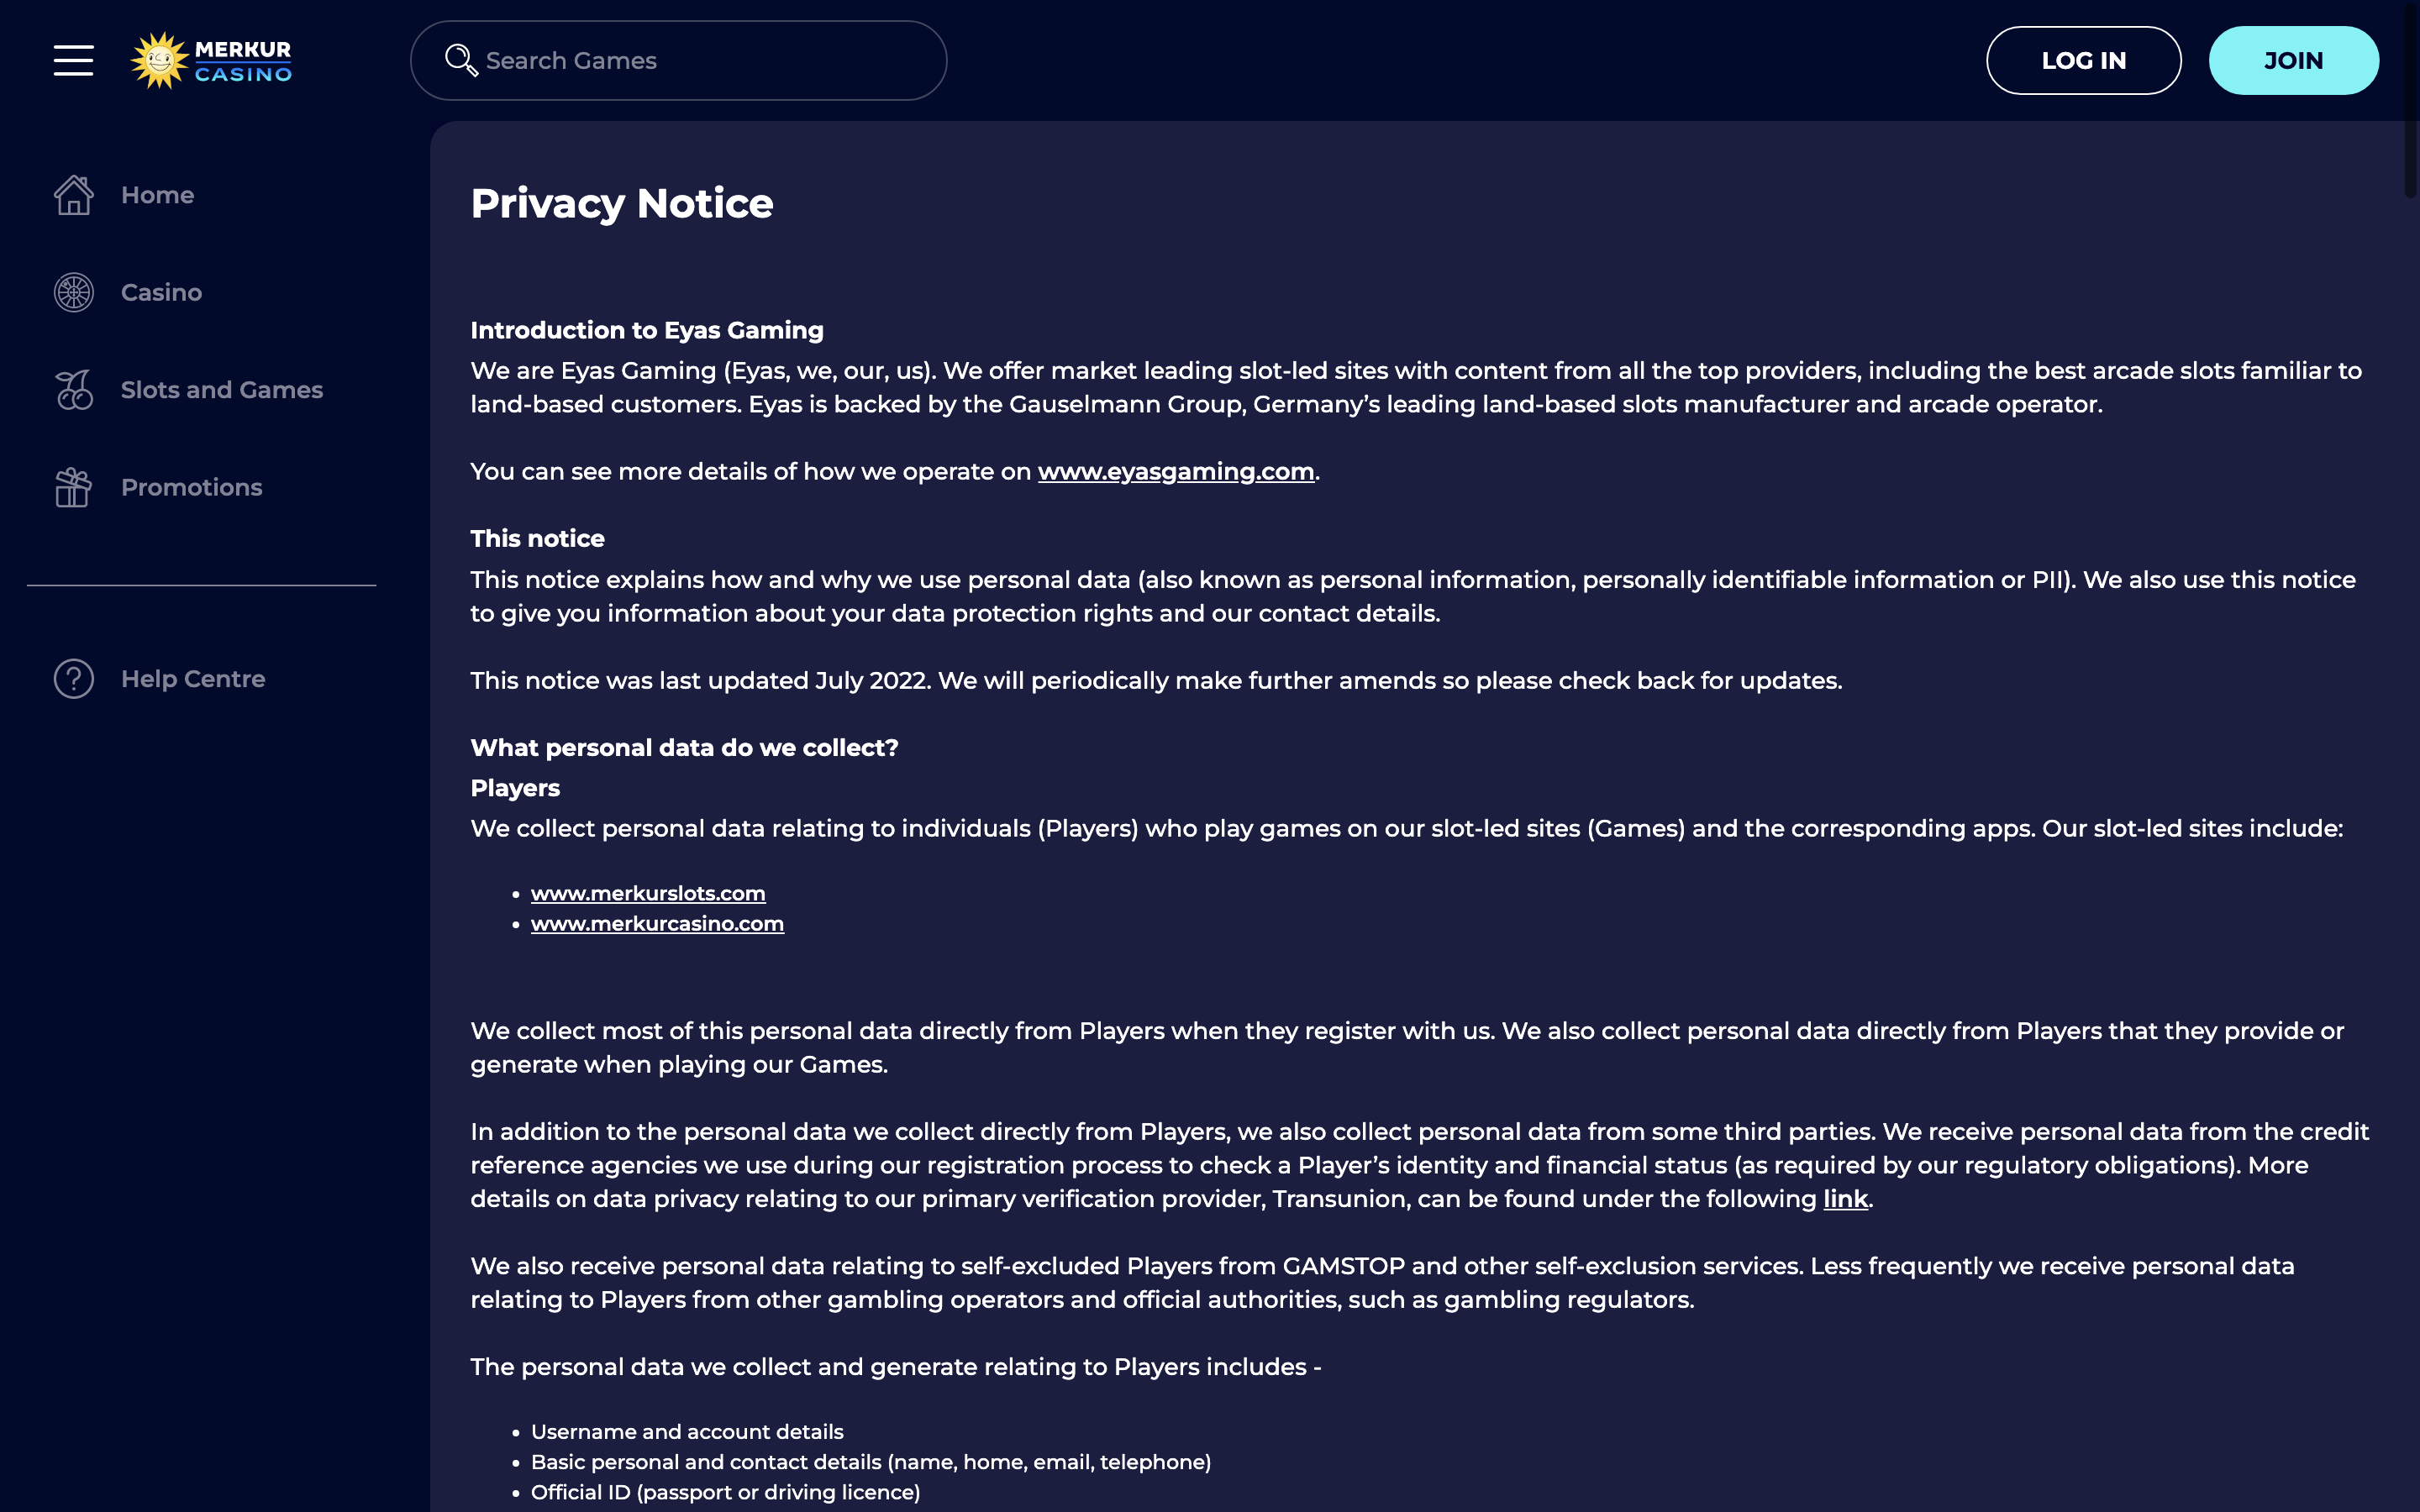 MERKUR
CASINO
Search Games
LOG IN
JOIN
Home
Casino
Slots and Games
Promotions
Help Centre
Privacy Notice
Introduction to Eyas Gaming
We are Eyas Gaming (Eyas, we, our, us). We offer market leading slot-led sites with content from all the top providers, including the best arcade slots familiar to
land-based customers. Eyas is backed by the Gauselmann Group, Germany’s leading land-based slots manufacturer and arcade operator.
You can see more details of how we operate on www.eyasgaming.com.
This notice
This notice explains how and why we use personal data (also known as personal information, personally identifiable information or PII). We also use this notice
to give you information about your data protection rights and our contact details.
This notice was last updated July 2022. We will periodically make further amends so please check back for updates.
What personal data do we collect?
Players
We collect personal data relating to individuals (Players) who play games on our slot-led sites (Games) and the corresponding apps. Our slot-led sites include:
• www.merkurslots.com
• www.merkurcasino.com
We collect most of this personal data directly from Players when they register with us. We also collect personal data directly from Players that they provide or
generate when playing our Games.
In addition to the personal data we collect directly from Players, we also collect personal data from some third parties. We receive personal data from the credit
reference agencies we use during our registration process to check a Player’s identity and financial status (as required by our regulatory obligations). More
details on data privacy relating to our primary verification provider, Transunion, can be found under the following link.
We also receive personal data relating to self-excluded Players from GAMSTOP and other self-exclusion services. Less frequently we receive personal data
relating to Players from other gambling operators and official authorities, such as gambling regulators.
The personal data we collect and generate relating to Players includes -
• Username and account details
• Basic personal and contact details (name, home, email, telephone)
• Official ID (passport or driving licence)